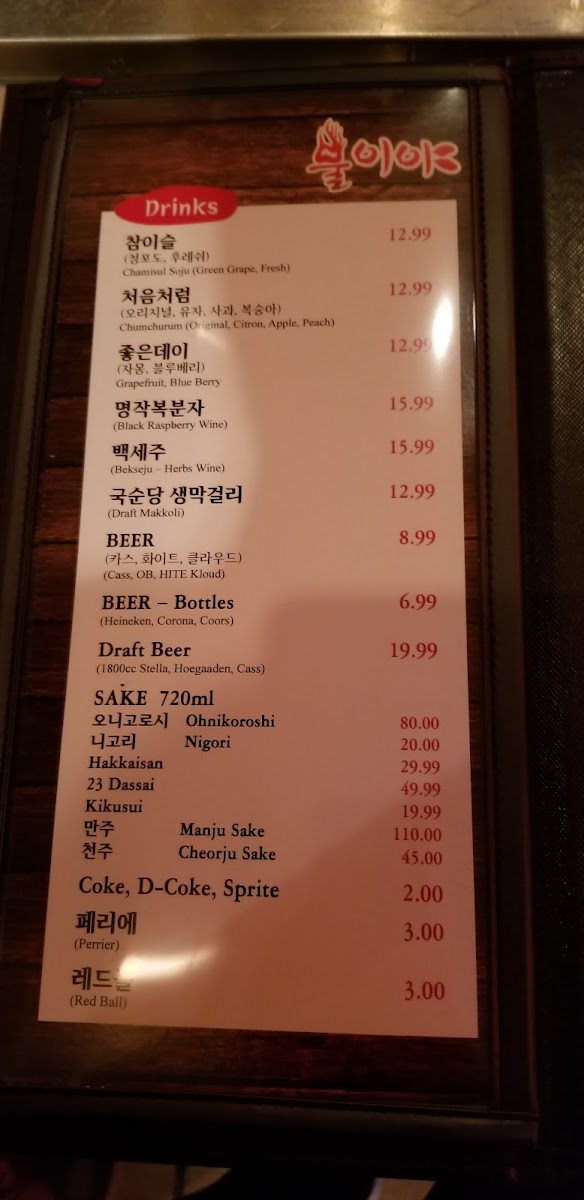 불이야
Drinks
참이슬 12.99
(청포도, 후레쉬)
Chamisul Soju (Green Grape, Fresh)
처음처럼 12.99
(오리지널, 유자, 사과, 복숭아)
Chumchurum (Original, Citron, Apple, Peach)
좋은데이 12.99
(자몽, 블루베리)
Grapefruit, Blue Berry
명작복분자 15.99
(Black Raspberry Wine)
백세주 15.99
(Bekseju – Herbs Wine)
국순당 생막걸리 12.99
(Draft Makkoli)
BEER 8.99
(카스, 화이트, 클라우드)
(Cass, OB, HITE Kloud)
BEER – Bottles 6.99
(Heineken, Corona, Coors)
Draft Beer 19.99
(1800cc Stella, Hoegaaden, Cass)
SAKE 720ml
오니고로시 Ohnikoroshi 80.00
니고리 Nigori 20.00
Hakkaisan 29.99
23 Dassai 49.99
Kikusui 19.99
만주 Manju Sake 110.00
천주 Cheorju Sake 45.00
Coke, D-Coke, Sprite 2.00
페리에 3.00
(Perrier)
레드불 3.00
(Red Ball)